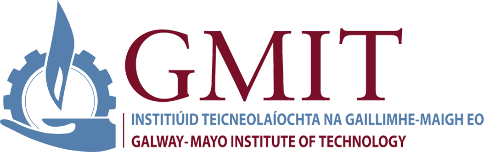 GMIT
INSTITIÚID TEICNEOLAÍOCHTA NA GAILLIMHE-MAIGH EO
GALWAY-MAYO INSTITUTE OF TECHNOLOGY